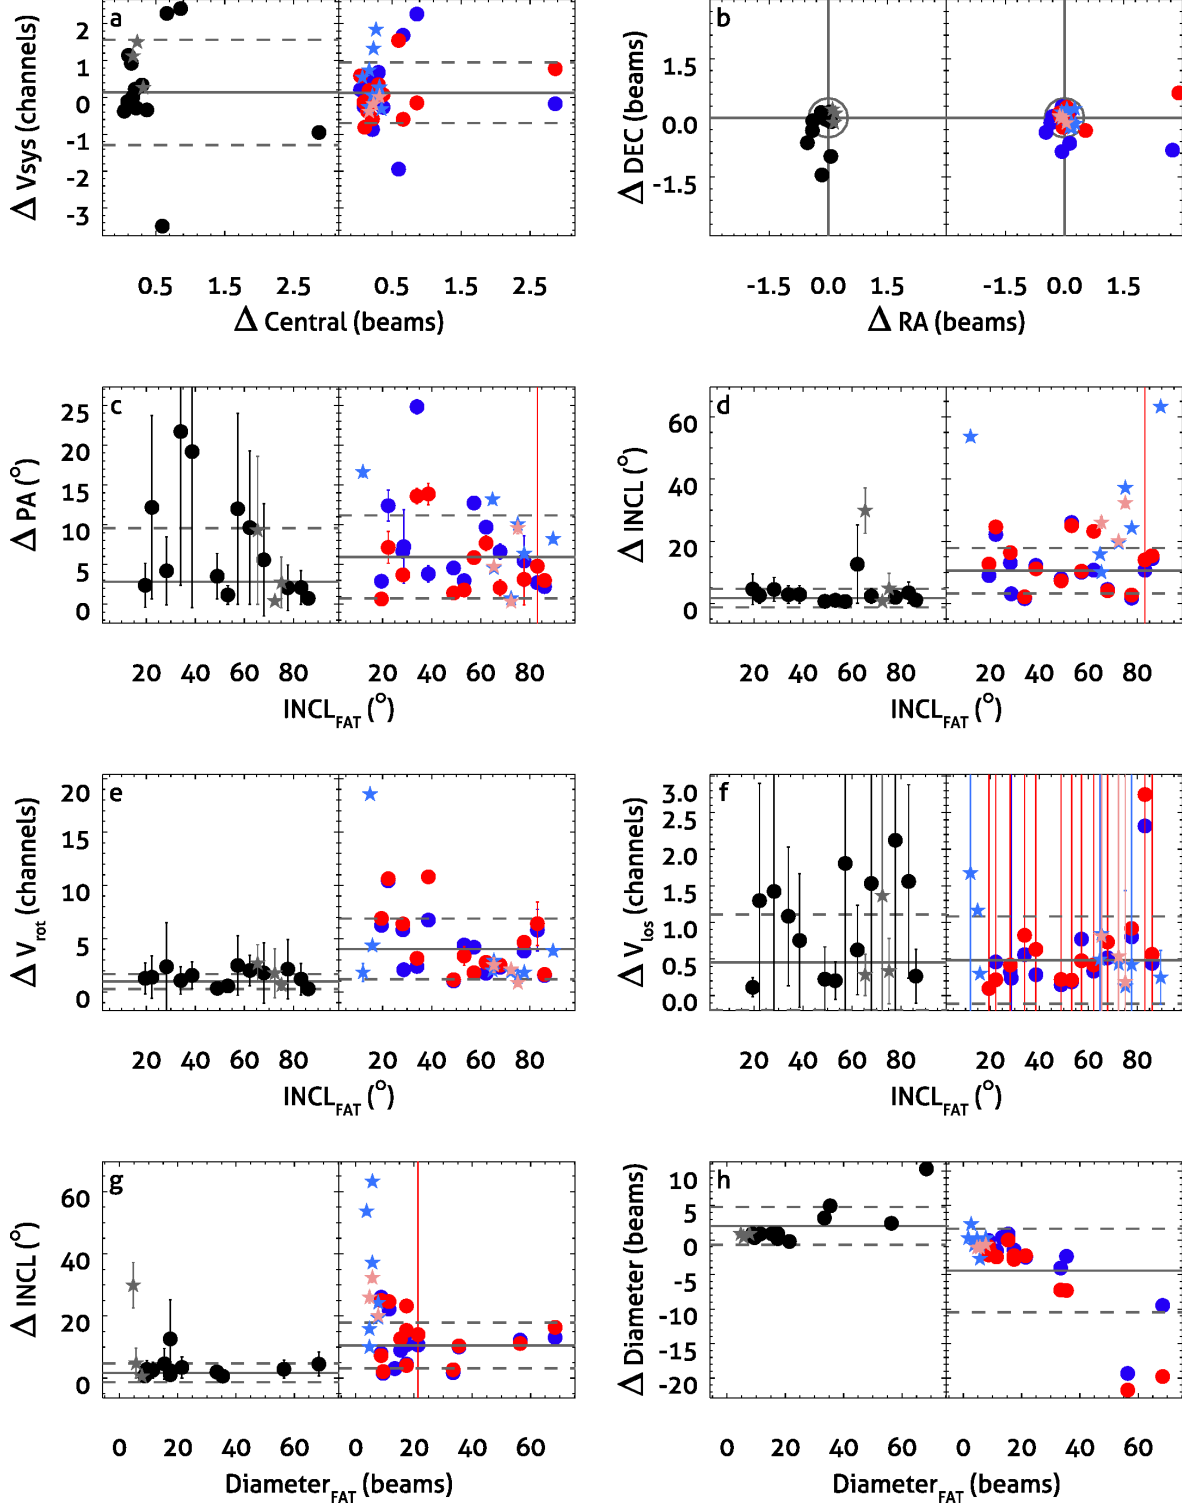 a
b
Δ Vsys (channels)
2
1
0
-1
-2
-3
0.5 1.5 2.5 0.5 1.5 2.5
Δ Central (beams)
Δ DEC (beams)
1.5
0.0
-1.5
-1.5 0.0 1.5 -1.5 0.0 1.5
Δ RA (beams)
c
d
Δ PA (°)
25
20
15
10
5
0
20 40 60 80 20 40 60 80
INCL_FAT (°)
Δ INCL (°)
60
40
20
0
20 40 60 80 20 40 60 80
INCL_FAT (°)
e
f
Δ V_rot (channels)
20
15
10
5
0
20 40 60 80 20 40 60 80
INCL_FAT (°)
Δ V_los (channels)
3.0
2.5
2.0
1.5
1.0
0.5
0.0
20 40 60 80 20 40 60 80
INCL_FAT (°)
g
h
Δ INCL (°)
60
40
20
0
0 20 40 60 0 20 40 60
Diameter_FAT (beams)
Δ Diameter (beams)
10
5
0
-5
-10
-15
-20
0 20 40 60 0 20 40 60
Diameter_FAT (beams)